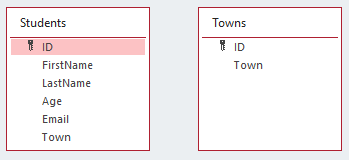 Students
ID
FirstName
LastName
Age
Email
Town
Towns
ID
Town